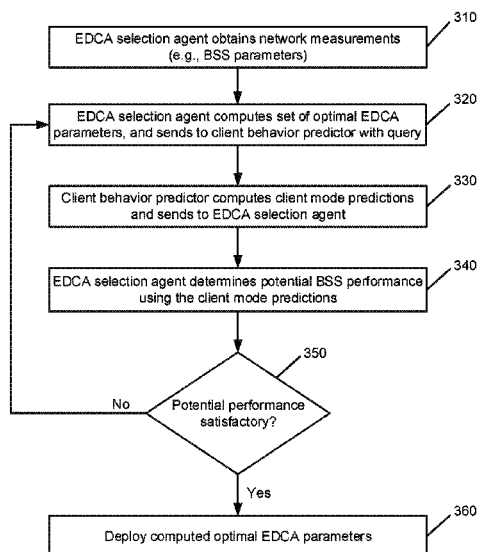 310
EDCA selection agent obtains network measurements
(e.g., BSS parameters)
320
EDCA selection agent computes set of optimal EDCA
parameters, and sends to client behavior predictor with query
330
Client behavior predictor computes client mode predictions
and sends to EDCA selection agent
340
EDCA selection agent determines potential BSS performance
using the client mode predictions
350
Potential performance
satisfactory?
No
Yes
360
Deploy computed optimal EDCA parameters